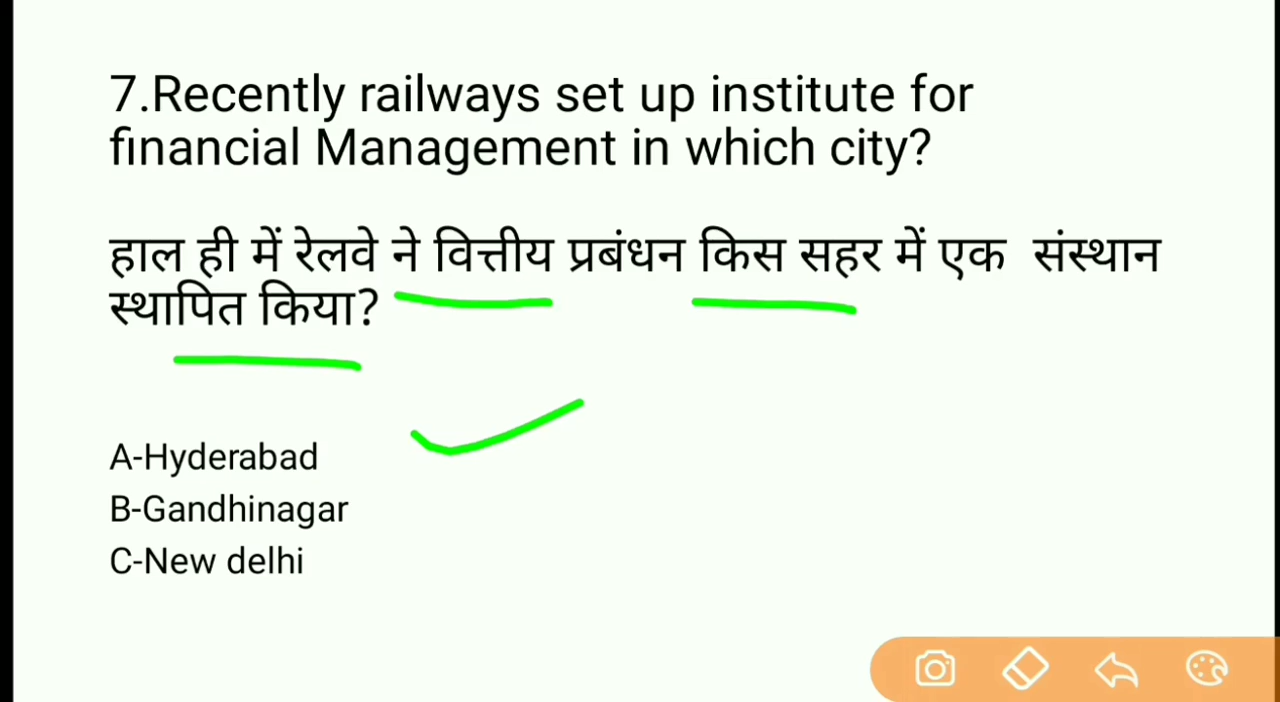 7.Recently railways set up institute for
financial Management in which city?
हाल ही में रेलवे ने वित्तीय प्रबंधन किस सहर में एक संस्थान
स्थापित किया?
A-Hyderabad
B-Gandhinagar
C-New delhi